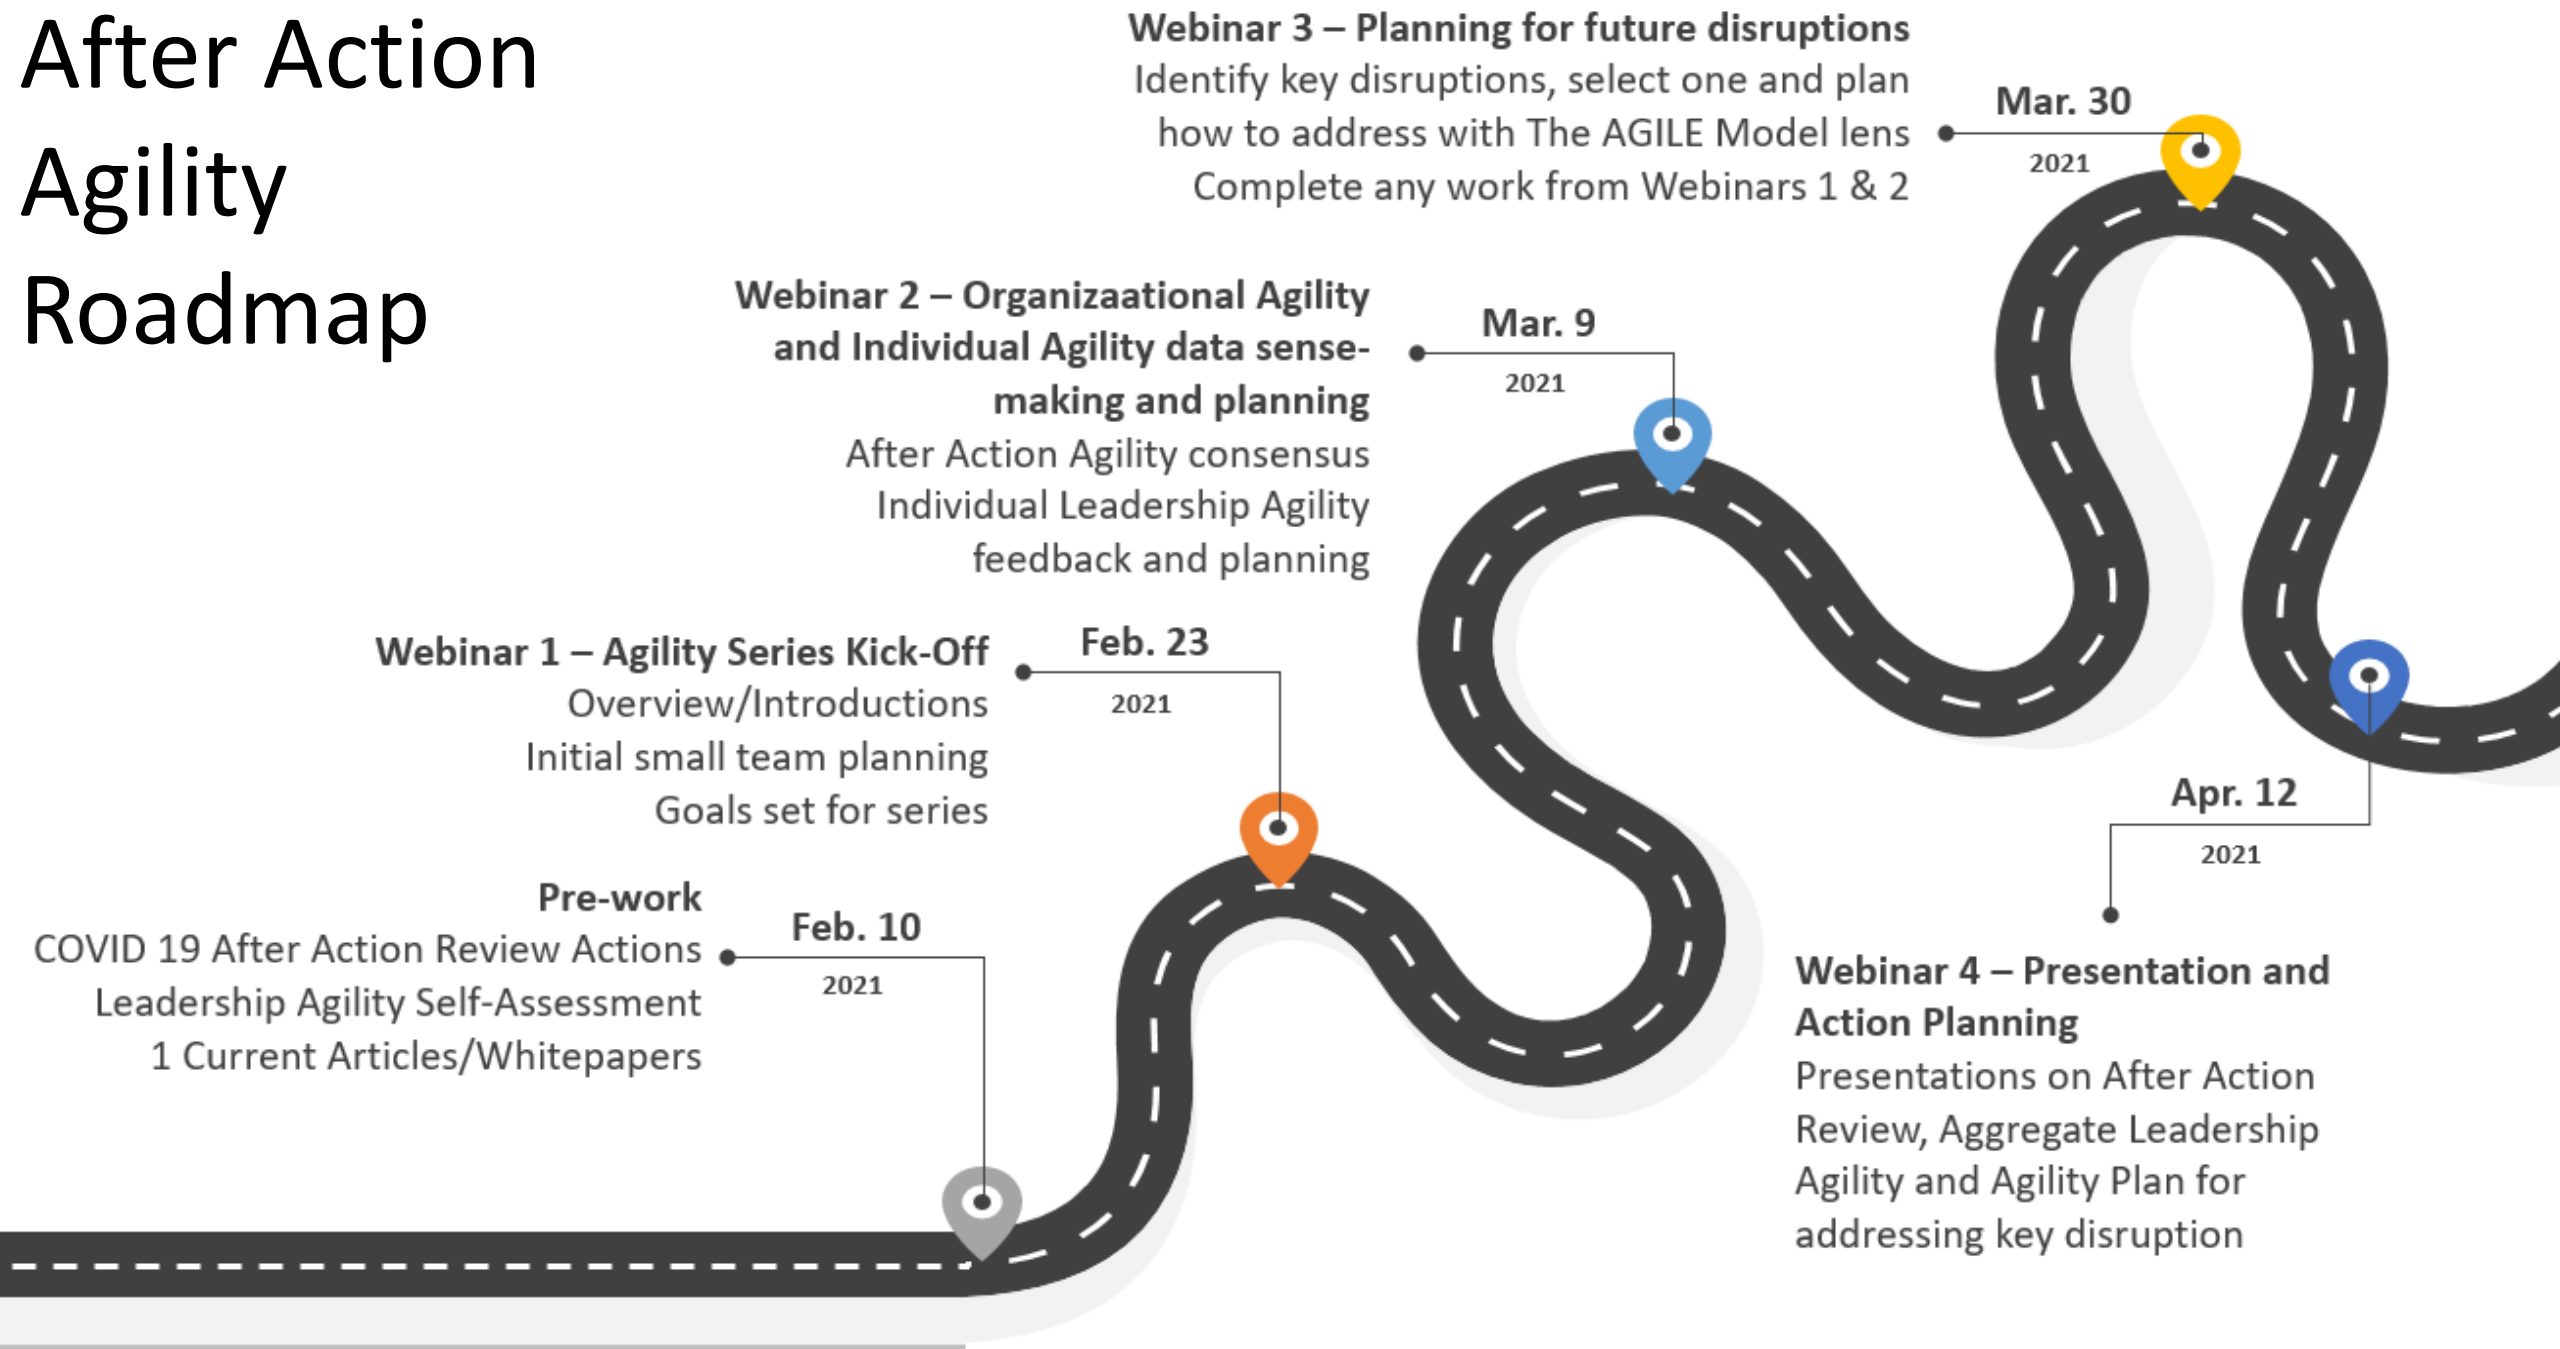 After Action
Agility
Roadmap
Webinar 3 – Planning for future disruptions
Identify key disruptions, select one and plan
how to address with The AGILE Model lens
Complete any work from Webinars 1 & 2
Mar. 30
2021
Webinar 2 – Organizaational Agility
and Individual Agility data sense-
making and planning
After Action Agility consensus
Individual Leadership Agility
feedback and planning
Mar. 9
2021
Webinar 1 – Agility Series Kick-Off
Overview/Introductions
Initial small team planning
Goals set for series
Feb. 23
2021
Pre-work
COVID 19 After Action Review Actions
Leadership Agility Self-Assessment
1 Current Articles/Whitepapers
Feb. 10
2021
Apr. 12
2021
Webinar 4 – Presentation and
Action Planning
Presentations on After Action
Review, Aggregate Leadership
Agility and Agility Plan for
addressing key disruption